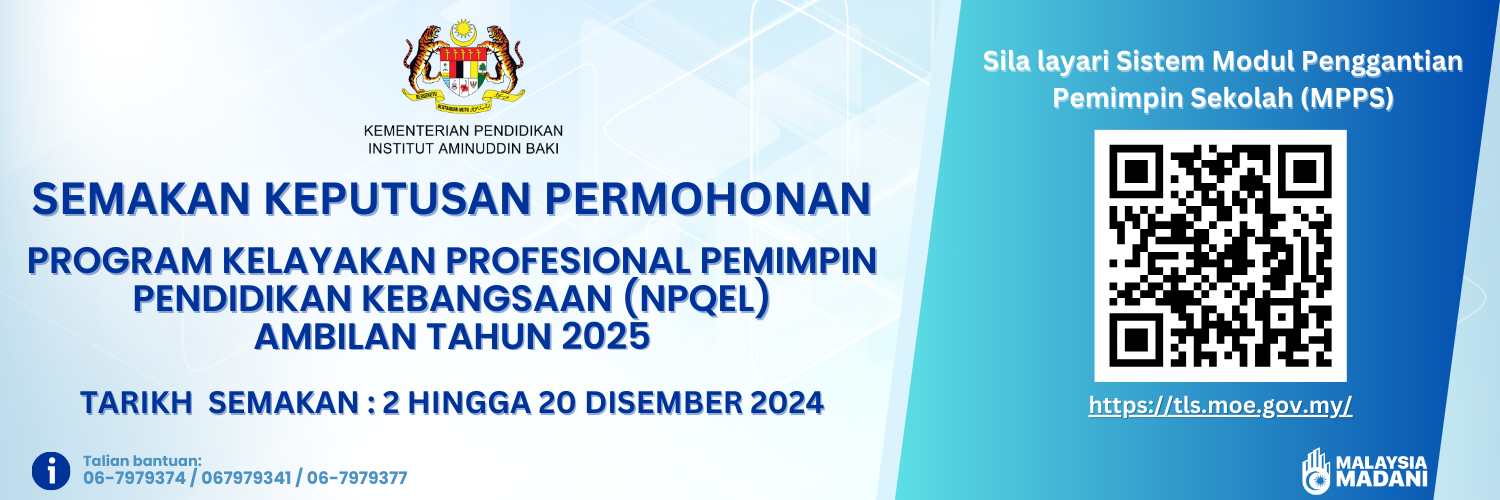 KEMENTERIAN PENDIDIKAN
INSTITUT AMINUDDIN BAKI
SEMAKAN KEPUTUSAN PERMOHONAN
PROGRAM KELAYAKAN PROFESIONAL PEMIMPIN
PENDIDIKAN KEBANGSAAN (NPQEL)
AMBILAN TAHUN 2025
TARIKH SEMAKAN : 2 HINGGA 20 DISEMBER 2024
Talian bantuan:
06-7979374 / 067979341 / 06-7979377
Sila layari Sistem Modul Penggantian
Pemimpin Sekolah (MPPS)
https://tls.moe.gov.my/
MALAYSIA
MADANI